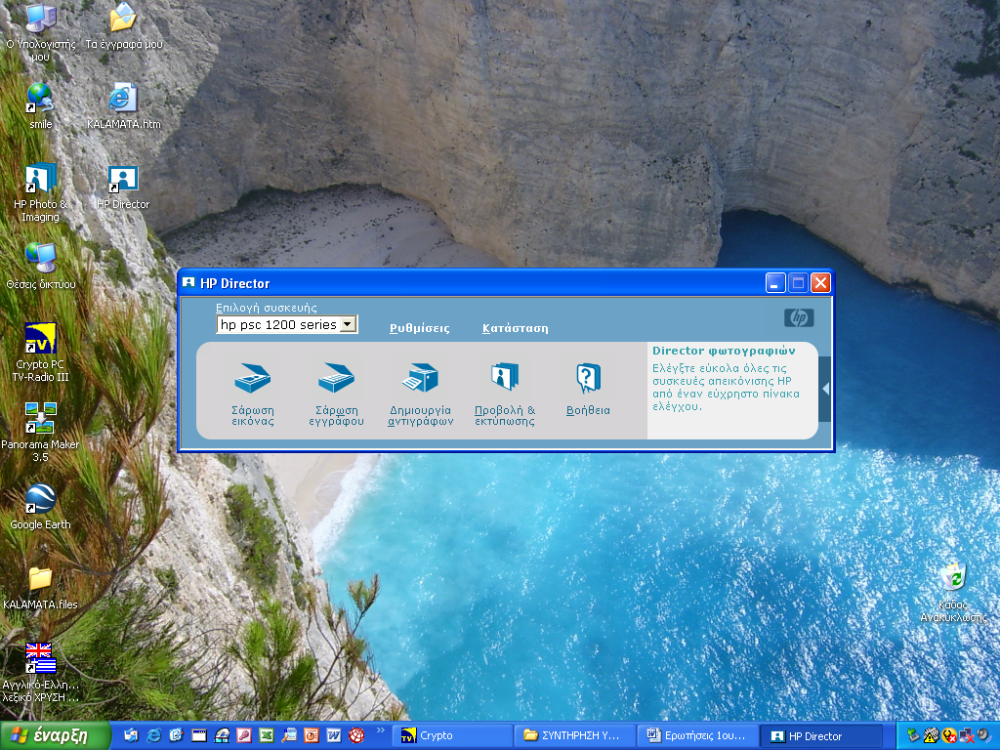 Ο Υπολογιστής
μου
Τα έγγραφά μου
smile
KALAMATA.htm
HP Photo &
Imaging
HP Director
Θέσεις δικτύου
Crypto PC
TV-Radio III
Panorama Maker
3.5
Google Earth
KALAMATA.files
Αγγλικό-Ελλη...
λεξικό ΧΡΥΣΗ ...
HP Director
Επιλογή συσκευής
hp psc 1200 series
Ρυθμίσεις
Κατάσταση
hp
Σάρωση
εικόνας
Σάρωση
εγγράφου
Δημιουργία
αντιγράφων
Προβολή &
εκτύπωσης
Βοήθεια
Director φωτογραφιών
Ελέγξτε εύκολα όλες τις
συσκευές απεικόνισης HP
από έναν εύχρηστο πίνακα
ελέγχου.
Κάδος
Ανακύκλωσης
έναρξη
Crypto
ΣΥΝΤΗΡΗΣΗ Υ...
Ερωτήσεις 1ου...
HP Director